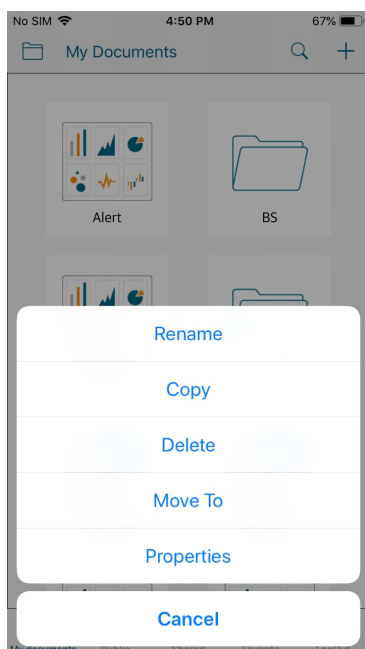 No SIM 4:50 PM 67%
My Documents
Alert BS
Rename
Copy
Delete
Move To
Properties
Cancel